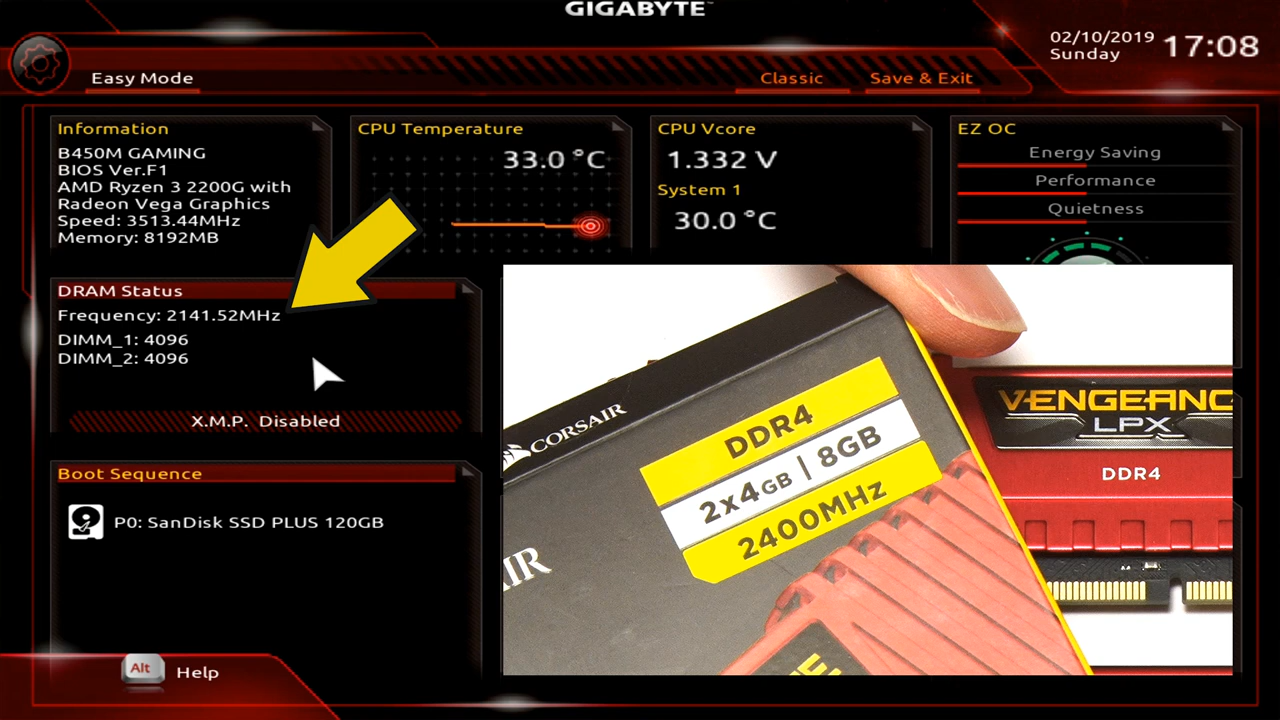 GIGABYTE™
02/10/2019
Sunday
17:08
Easy Mode
Classic
Save & Exit
Information
B450M GAMING
BIOS Ver.F1
AMD Ryzen 3 2200G with
Radeon Vega Graphics
Speed: 3513.44MHz
Memory: 8192MB
CPU Temperature
33.0 °C
CPU Vcore
1.332 V
System 1
30.0 °C
EZ OC
Energy Saving
Performance
Quietness
DRAM Status
Frequency: 2141.52MHz
DIMM_1: 4096
DIMM_2: 4096
X.M.P. Disabled
Boot Sequence
P0: SanDisk SSD PLUS 120GB
Alt
Help
CORSAIR
DDR4
2x4GB | 8GB
2400MHz
AIR
VENGEANC
LPX
DDR4